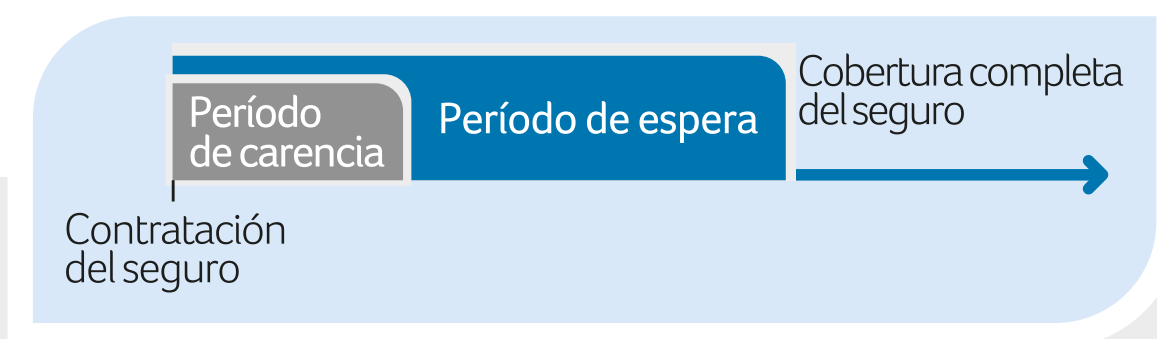 Período
de carencia
Período de espera
Cobertura completa
del seguro
Contratación
del seguro